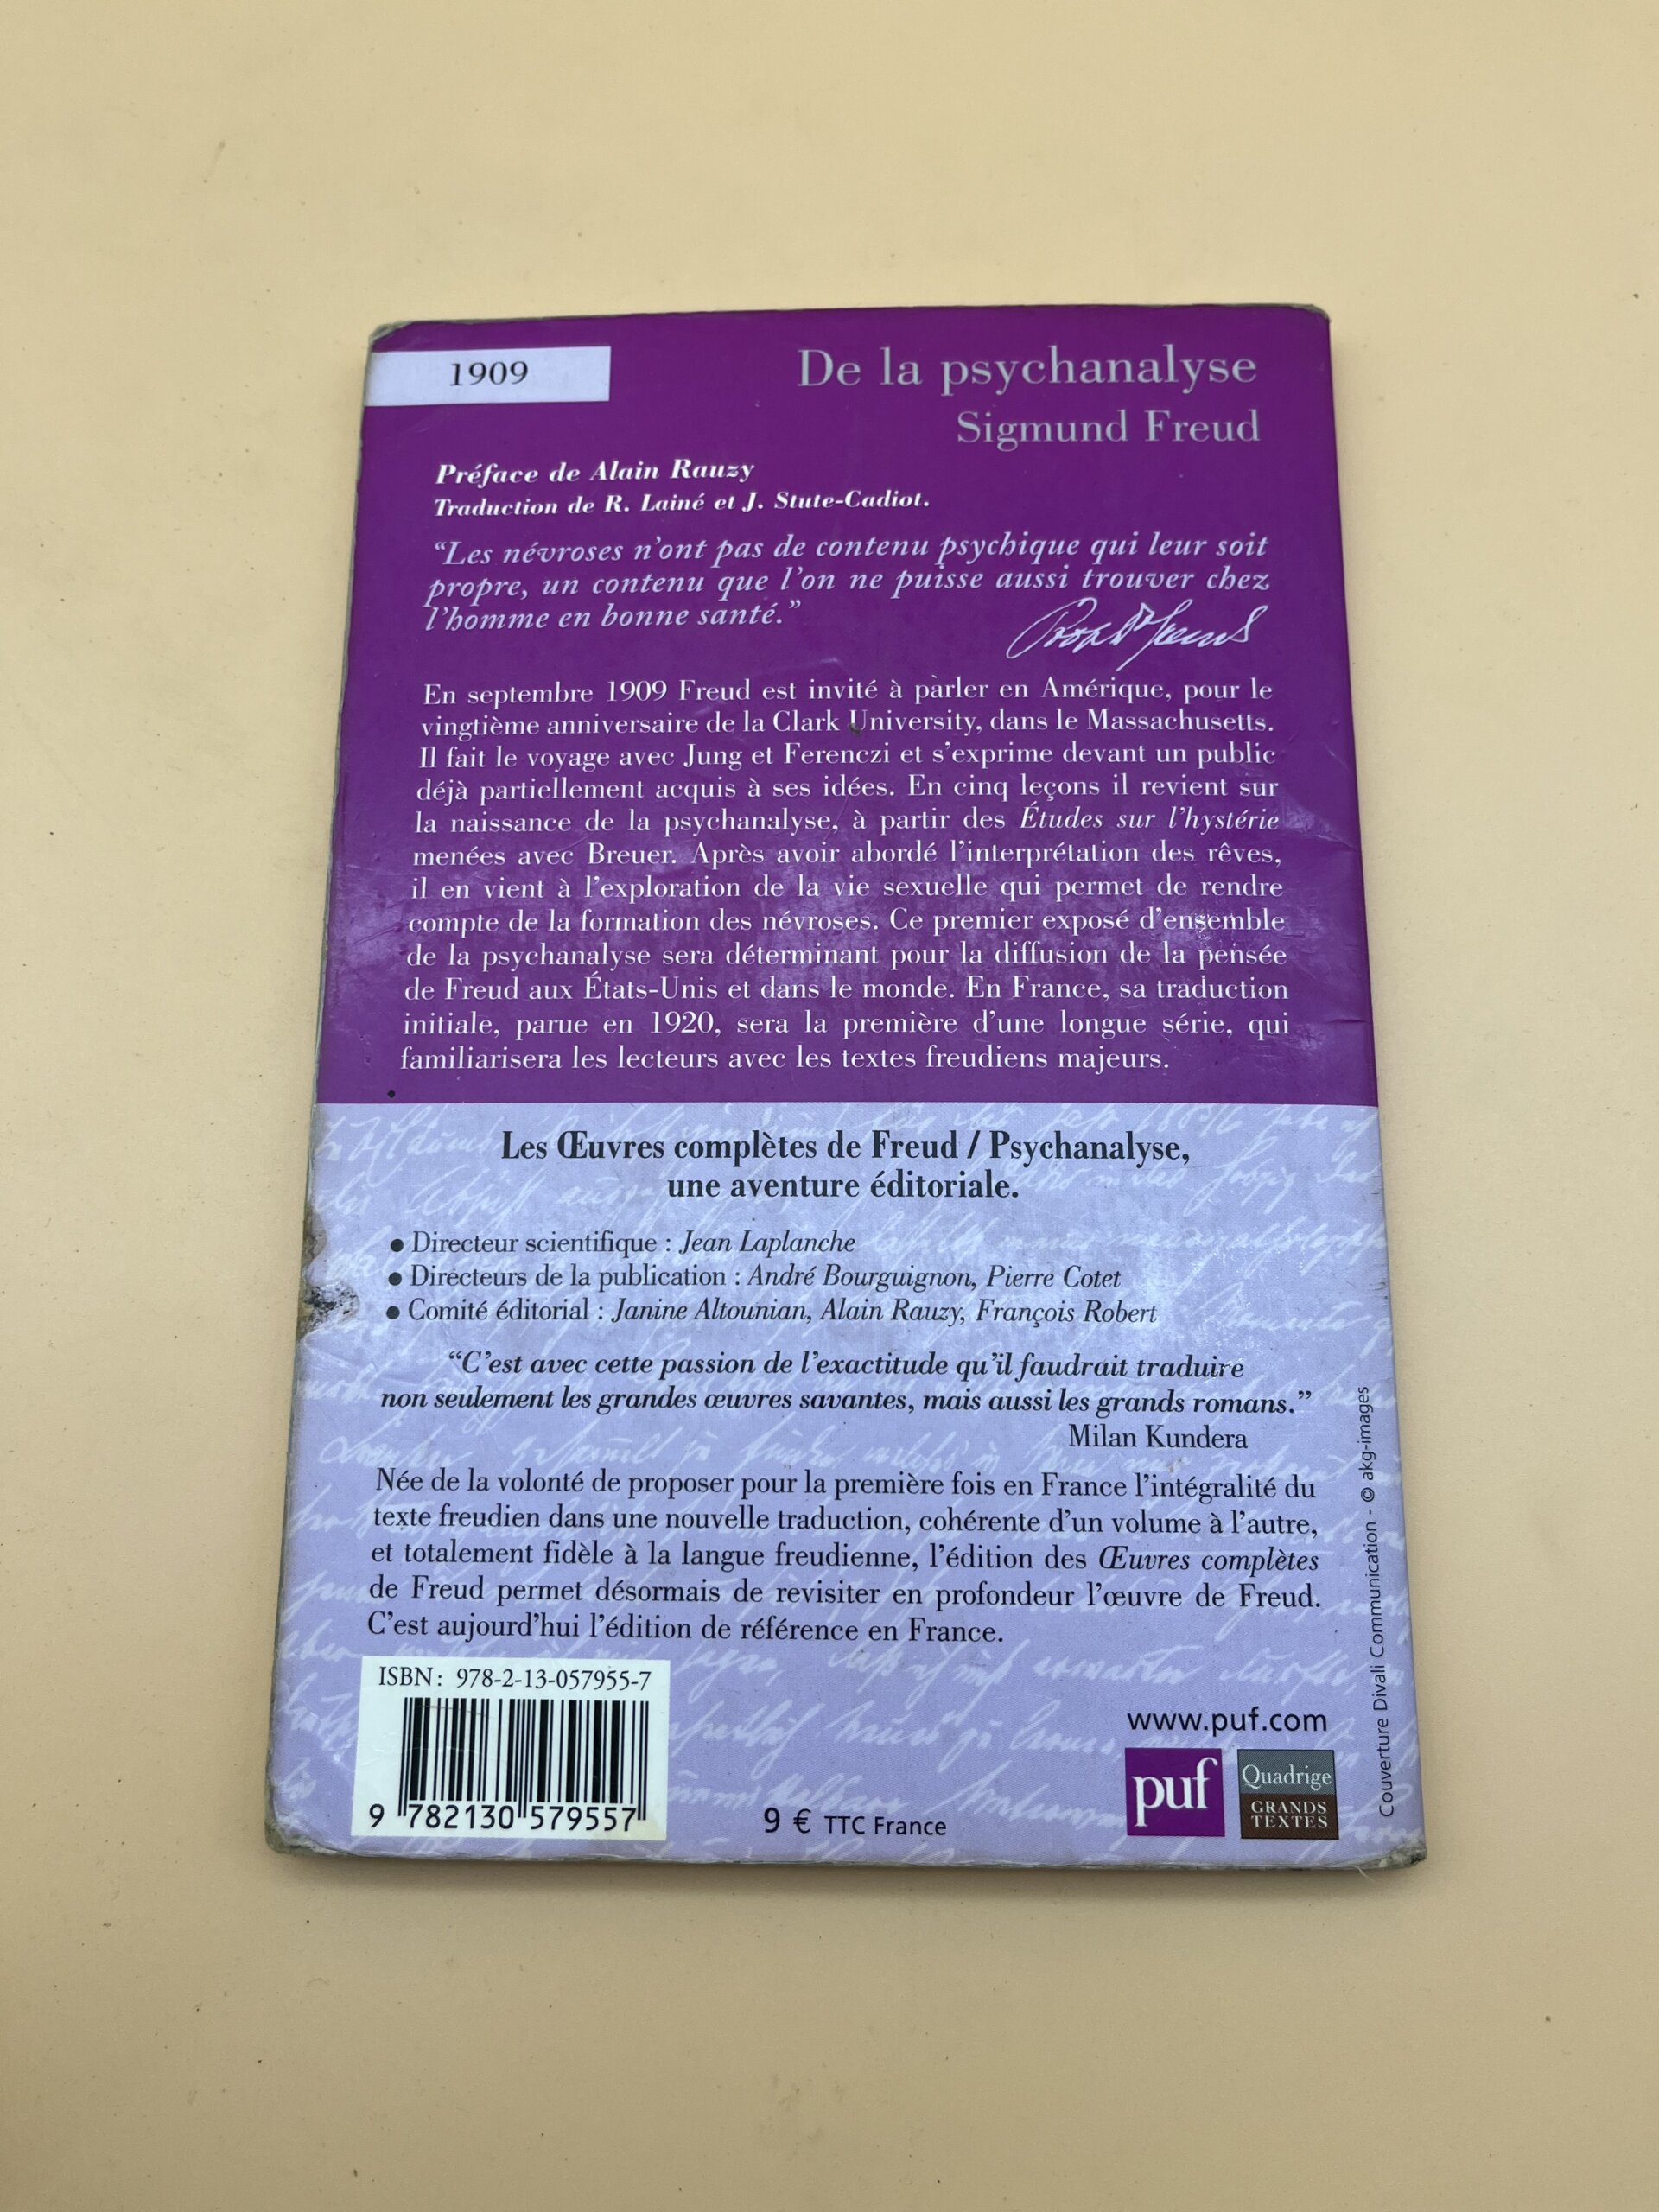 1909
De la psychanalyse
Sigmund Freud
Préface de Alain Rauzy
Traduction de R. Lainé et J. Stute-Cadiot.
“Les névroses n’ont pas de contenu psychique qui leur soit
propre, un contenu que l’on ne puisse aussi trouver chez
l’homme en bonne santé.”
En septembre 1909 Freud est invité à parler en Amérique, pour le
vingtième anniversaire de la Clark University, dans le Massachusetts.
Il fait le voyage avec Jung et Ferenczi et s’exprime devant un public
déjà partiellement acquis à ses idées. En cinq leçons il revient sur
la naissance de la psychanalyse, à partir des Études sur l’hystérie
menées avec Breuer. Après avoir abordé l’interprétation des rêves,
il en vient à l’exploration de la vie sexuelle qui permet de rendre
compte de la formation des névroses. Ce premier exposé d’ensemble
de la psychanalyse sera déterminant pour la diffusion de la pensée
de Freud aux États-Unis et dans le monde. En France, sa traduction
initiale, parue en 1920, sera la première d’une longue série, qui
familiarisera les lecteurs avec les textes freudiens majeurs.
Les Œuvres complètes de Freud / Psychanalyse,
une aventure éditoriale.
• Directeur scientifique : Jean Laplanche
• Directeurs de la publication : André Bourguignon, Pierre Cotet
• Comité éditorial : Janine Altounian, Alain Rauzy, François Robert
“C’est avec cette passion de l’exactitude qu’il faudrait traduire
non seulement les grandes œuvres savantes, mais aussi les grands romans.”
Milan Kundera
Née de la volonté de proposer pour la première fois en France l’intégralité du
texte freudien dans une nouvelle traduction, cohérente d’un volume à l’autre,
et totalement fidèle à la langue freudienne, l’édition des Œuvres complètes
de Freud permet désormais de revisiter en profondeur l’œuvre de Freud.
C’est aujourd’hui l’édition de référence en France.
ISBN : 978-2-13-057955-7
9 782130 579557
9 € TTC France
www.puf.com
puf
Quadrige
GRANDS
TEXTES
Couverture Divali Communication - © akg-images